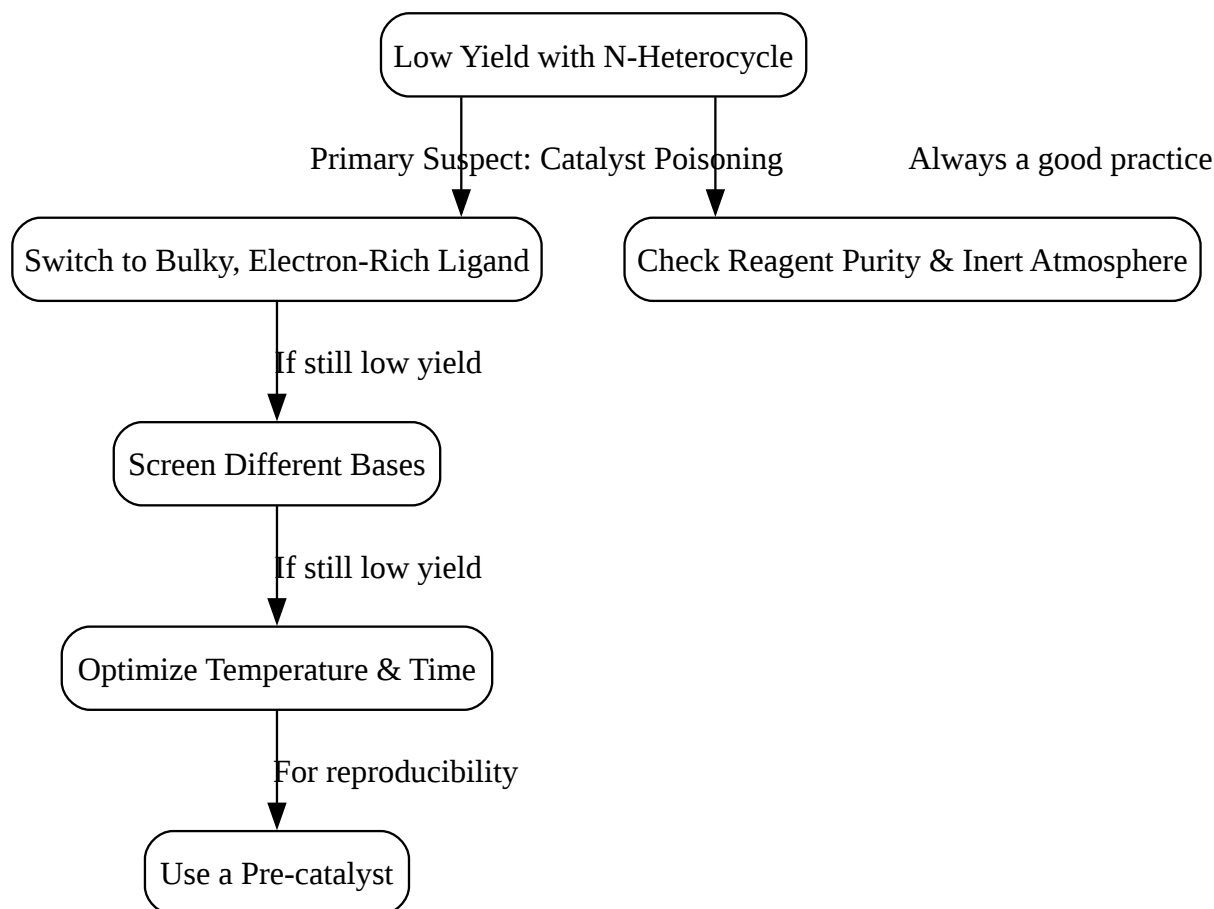 Low Yield with N-Heterocycle
Primary Suspect: Catalyst Poisoning
Always a good practice
Switch to Bulky, Electron-Rich Ligand
Check Reagent Purity & Inert Atmosphere
If still low yield
Screen Different Bases
If still low yield
Optimize Temperature & Time
For reproducibility
Use a Pre-catalyst